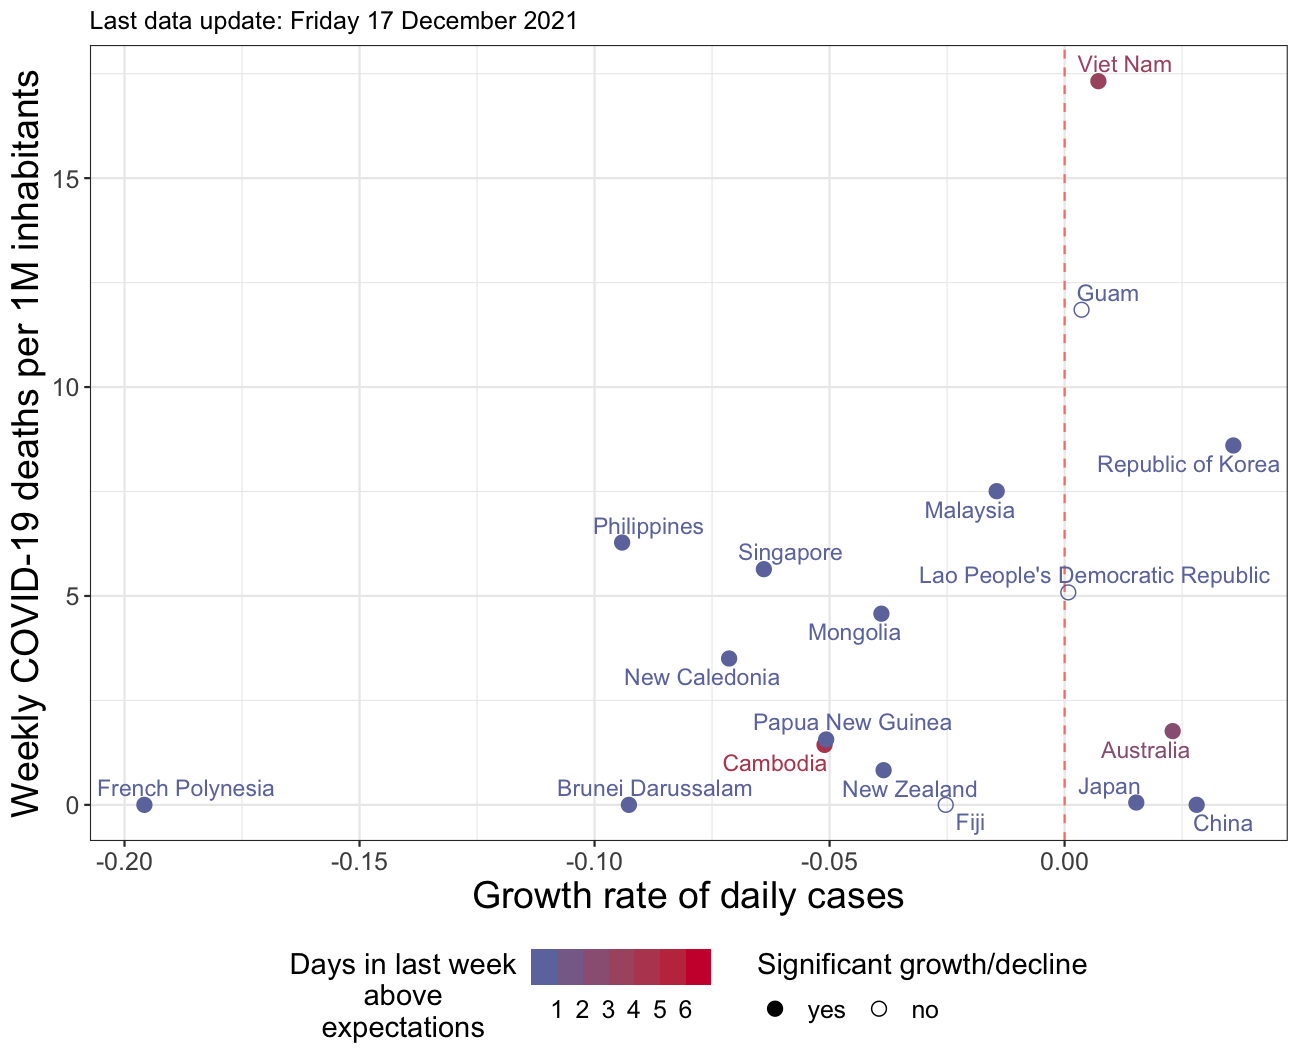 Last data update: Friday 17 December 2021
Weekly COVID-19 deaths per 1M inhabitants
15
10
5
0
Viet Nam
Guam
Republic of Korea
Malaysia
Philippines
Singapore
Lao People's Democratic Republic
Mongolia
New Caledonia
Papua New Guinea
Cambodia
Australia
French Polynesia
Brunei Darussalam
New Zealand
Japan
Fiji
China
-0.20
-0.15
-0.10
-0.05
0.00
Growth rate of daily cases
Days in last week
above
expectations
1 2 3 4 5 6
Significant growth/decline
yes
no